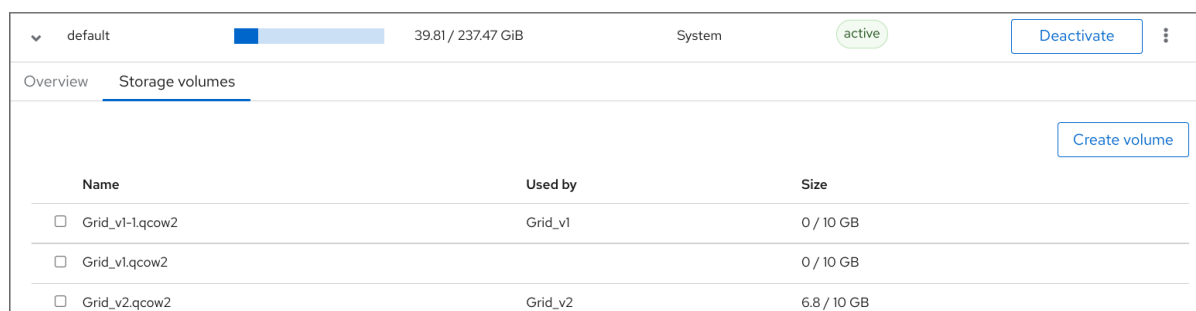 default 39.81 / 237.47 GiB System active Deactivate
Overview Storage volumes
Create volume
Name Used by Size
Grid_v1-1.qcow2 Grid_v1 0 / 10 GB
Grid_v1.qcow2 0 / 10 GB
Grid_v2.qcow2 Grid_v2 6.8 / 10 GB